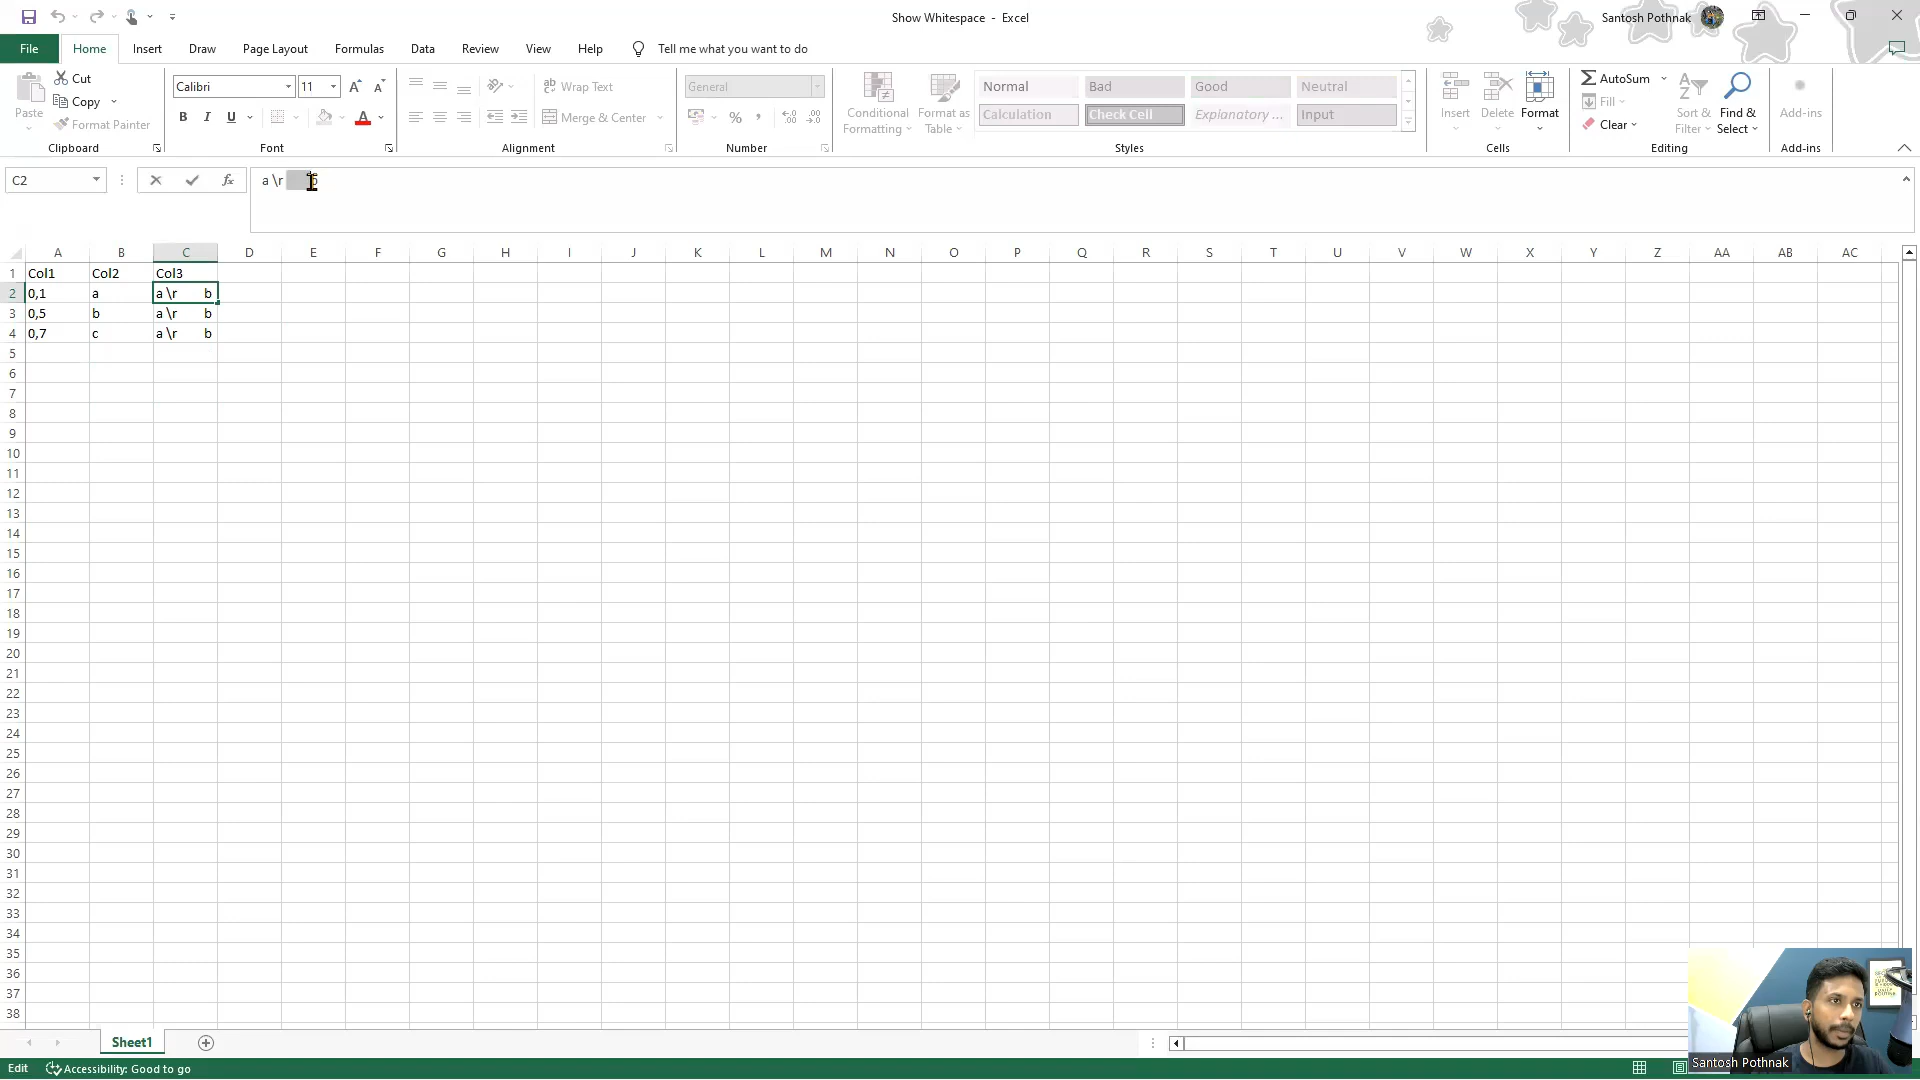 Show Whitespace - Excel
Santosh Pothnak
File
Home
Insert
Draw
Page Layout
Formulas
Data
Review
View
Help
Tell me what you want to do
Paste
Cut
Copy
Format Painter
Clipboard
Calibri
11
B I U
Font
Wrap Text
Merge & Center
Alignment
General
Number
Conditional
Formatting
Format as
Table
Normal
Bad
Good
Neutral
Calculation
Check Cell
Explanatory ...
Input
Styles
Insert
Delete
Format
Cells
AutoSum
Fill
Clear
Sort &
Filter
Find &
Select
Editing
Add-ins
Add-ins
C2
fx
a \r b
A B C D E F G H I J K L M N O P Q R S T U V W X Y Z AA AB AC
1 Col1 Col2 Col3
2 0,1 a a \r b
3 0,5 b a \r b
4 0,7 c a \r b
5
6
7
8
9
10
11
12
13
14
15
16
17
18
19
20
21
22
23
24
25
26
27
28
29
30
31
32
33
34
35
36
37
38
Sheet1
Edit
Accessibility: Good to go
Santosh Pothnak